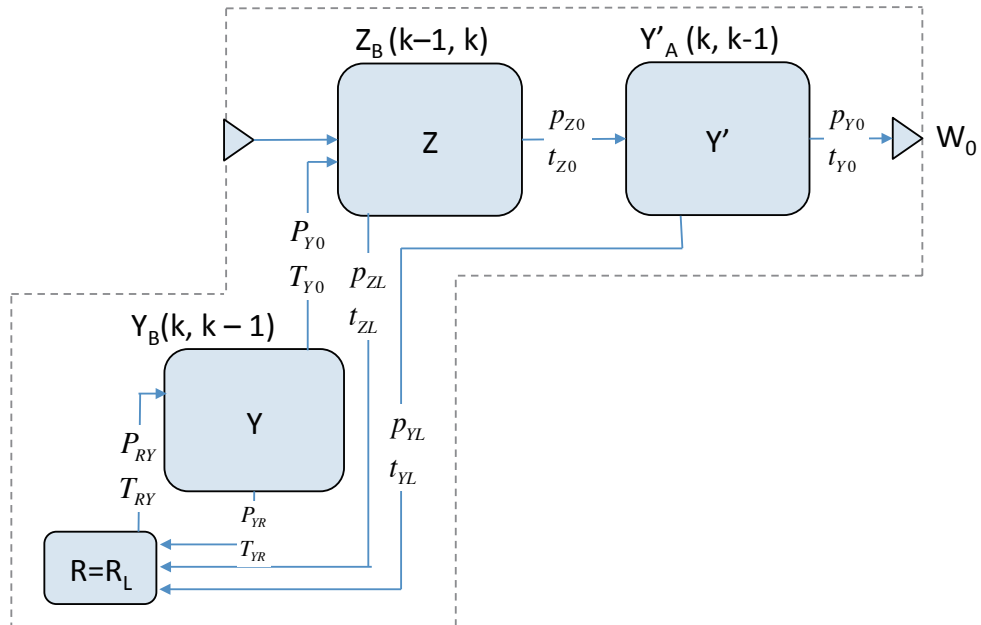 Z_B (k–1, k)
Y'_A (k, k-1)
Z
p_Z0
t_Z0
Y'
p_Y0
t_Y0
W_0
P_Y0
T_Y0
p_ZL
t_ZL
Y_B(k, k – 1)
Y
P_RY
T_RY
p_YL
t_YL
P_YR
T_YR
R=R_L